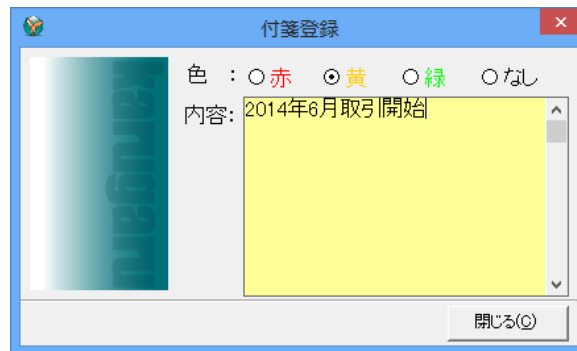 付箋登録
色 : 赤 黄 緑 なし
内容: 2014年6月取引開始
karugaru
閉じる(C)